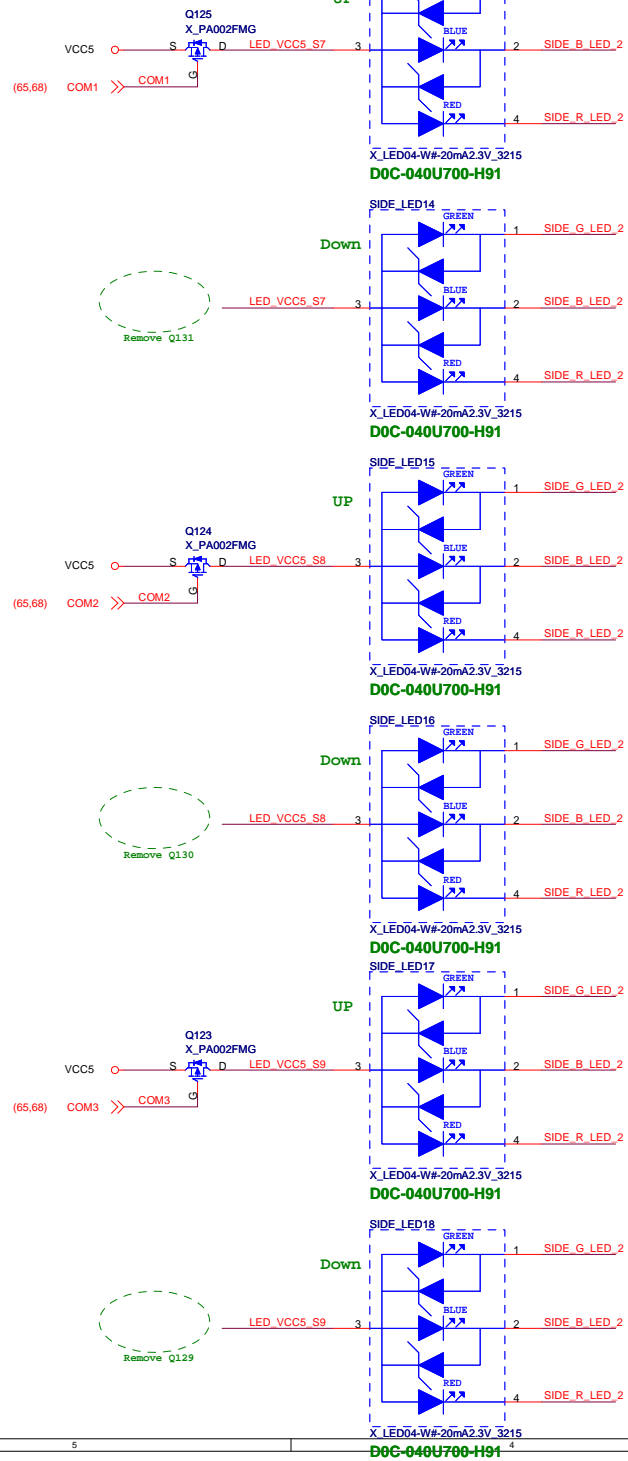 UP
Q125
X_PA002FMG
VCC5
S
D
LED_VCC5_S7
3
BLUE
2
SIDE_B_LED_2
G
(65,68)
COM1
COM1
RED
4
SIDE_R_LED_2
X_LED04-W#-20mA2.3V_3215
D0C-040U700-H91
SIDE_LED14
GREEN
1
SIDE_G_LED_2
Down
BLUE
LED_VCC5_S7
3
2
SIDE_B_LED_2
Remove Q131
RED
4
SIDE_R_LED_2
X_LED04-W#-20mA2.3V_3215
D0C-040U700-H91
SIDE_LED15
GREEN
1
SIDE_G_LED_2
UP
Q124
X_PA002FMG
VCC5
S
D
LED_VCC5_S8
3
BLUE
2
SIDE_B_LED_2
G
(65,68)
COM2
COM2
RED
4
SIDE_R_LED_2
X_LED04-W#-20mA2.3V_3215
D0C-040U700-H91
SIDE_LED16
GREEN
1
SIDE_G_LED_2
Down
BLUE
LED_VCC5_S8
3
2
SIDE_B_LED_2
Remove Q130
RED
4
SIDE_R_LED_2
X_LED04-W#-20mA2.3V_3215
D0C-040U700-H91
SIDE_LED17
GREEN
1
SIDE_G_LED_2
UP
Q123
X_PA002FMG
VCC5
S
D
LED_VCC5_S9
3
BLUE
2
SIDE_B_LED_2
G
(65,68)
COM3
COM3
RED
4
SIDE_R_LED_2
X_LED04-W#-20mA2.3V_3215
D0C-040U700-H91
SIDE_LED18
GREEN
1
SIDE_G_LED_2
Down
BLUE
LED_VCC5_S9
3
2
SIDE_B_LED_2
Remove Q129
RED
4
SIDE_R_LED_2
X_LED04-W#-20mA2.3V_3215
5
4
D0C-040U700-H91